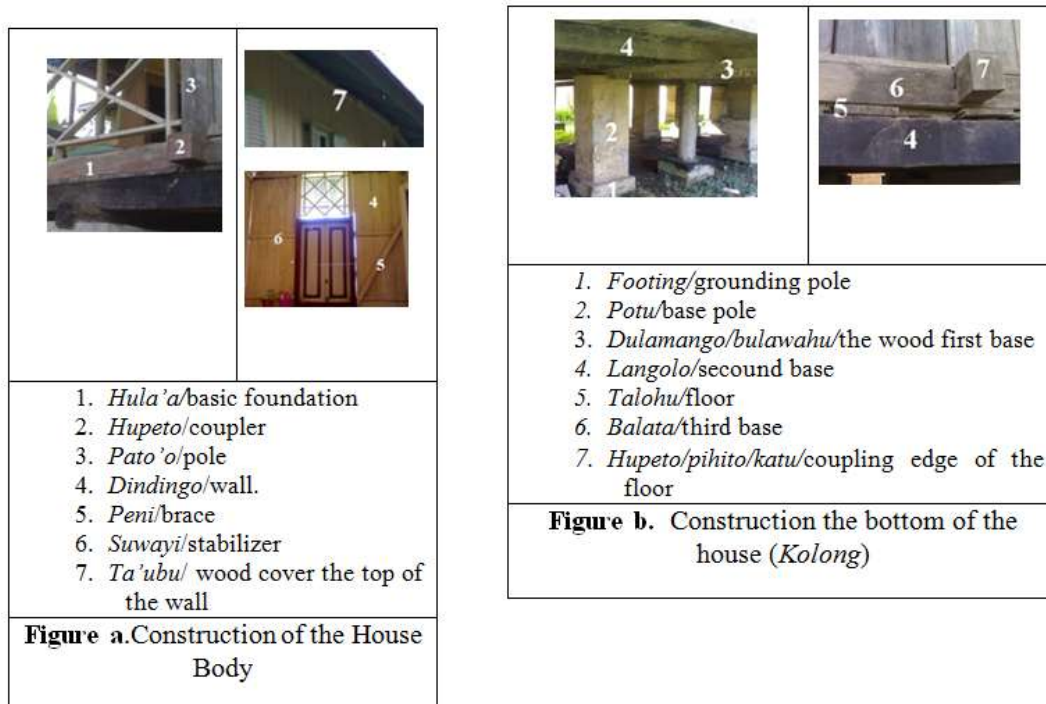 3
2
1
7
4
6
5
1. Hula'a/basic foundation
2. Hupeto/coupler
3. Pato'o/pole
4. Dindingo/wall.
5. Peni/brace
6. Suwayi/stabilizer
7. Ta'ubu/ wood cover the top of
the wall
Figure a.Construction of the House
Body
4
3
2
1
7
6
5
4
1. Footing/grounding pole
2. Potu/base pole
3. Dulamango/bulawahu/the wood first base
4. Langolo/secound base
5. Talohu/floor
6. Balata/third base
7. Hupeto/pihito/katu/coupling edge of the
floor
Figure b. Construction the bottom of the
house (Kolong)